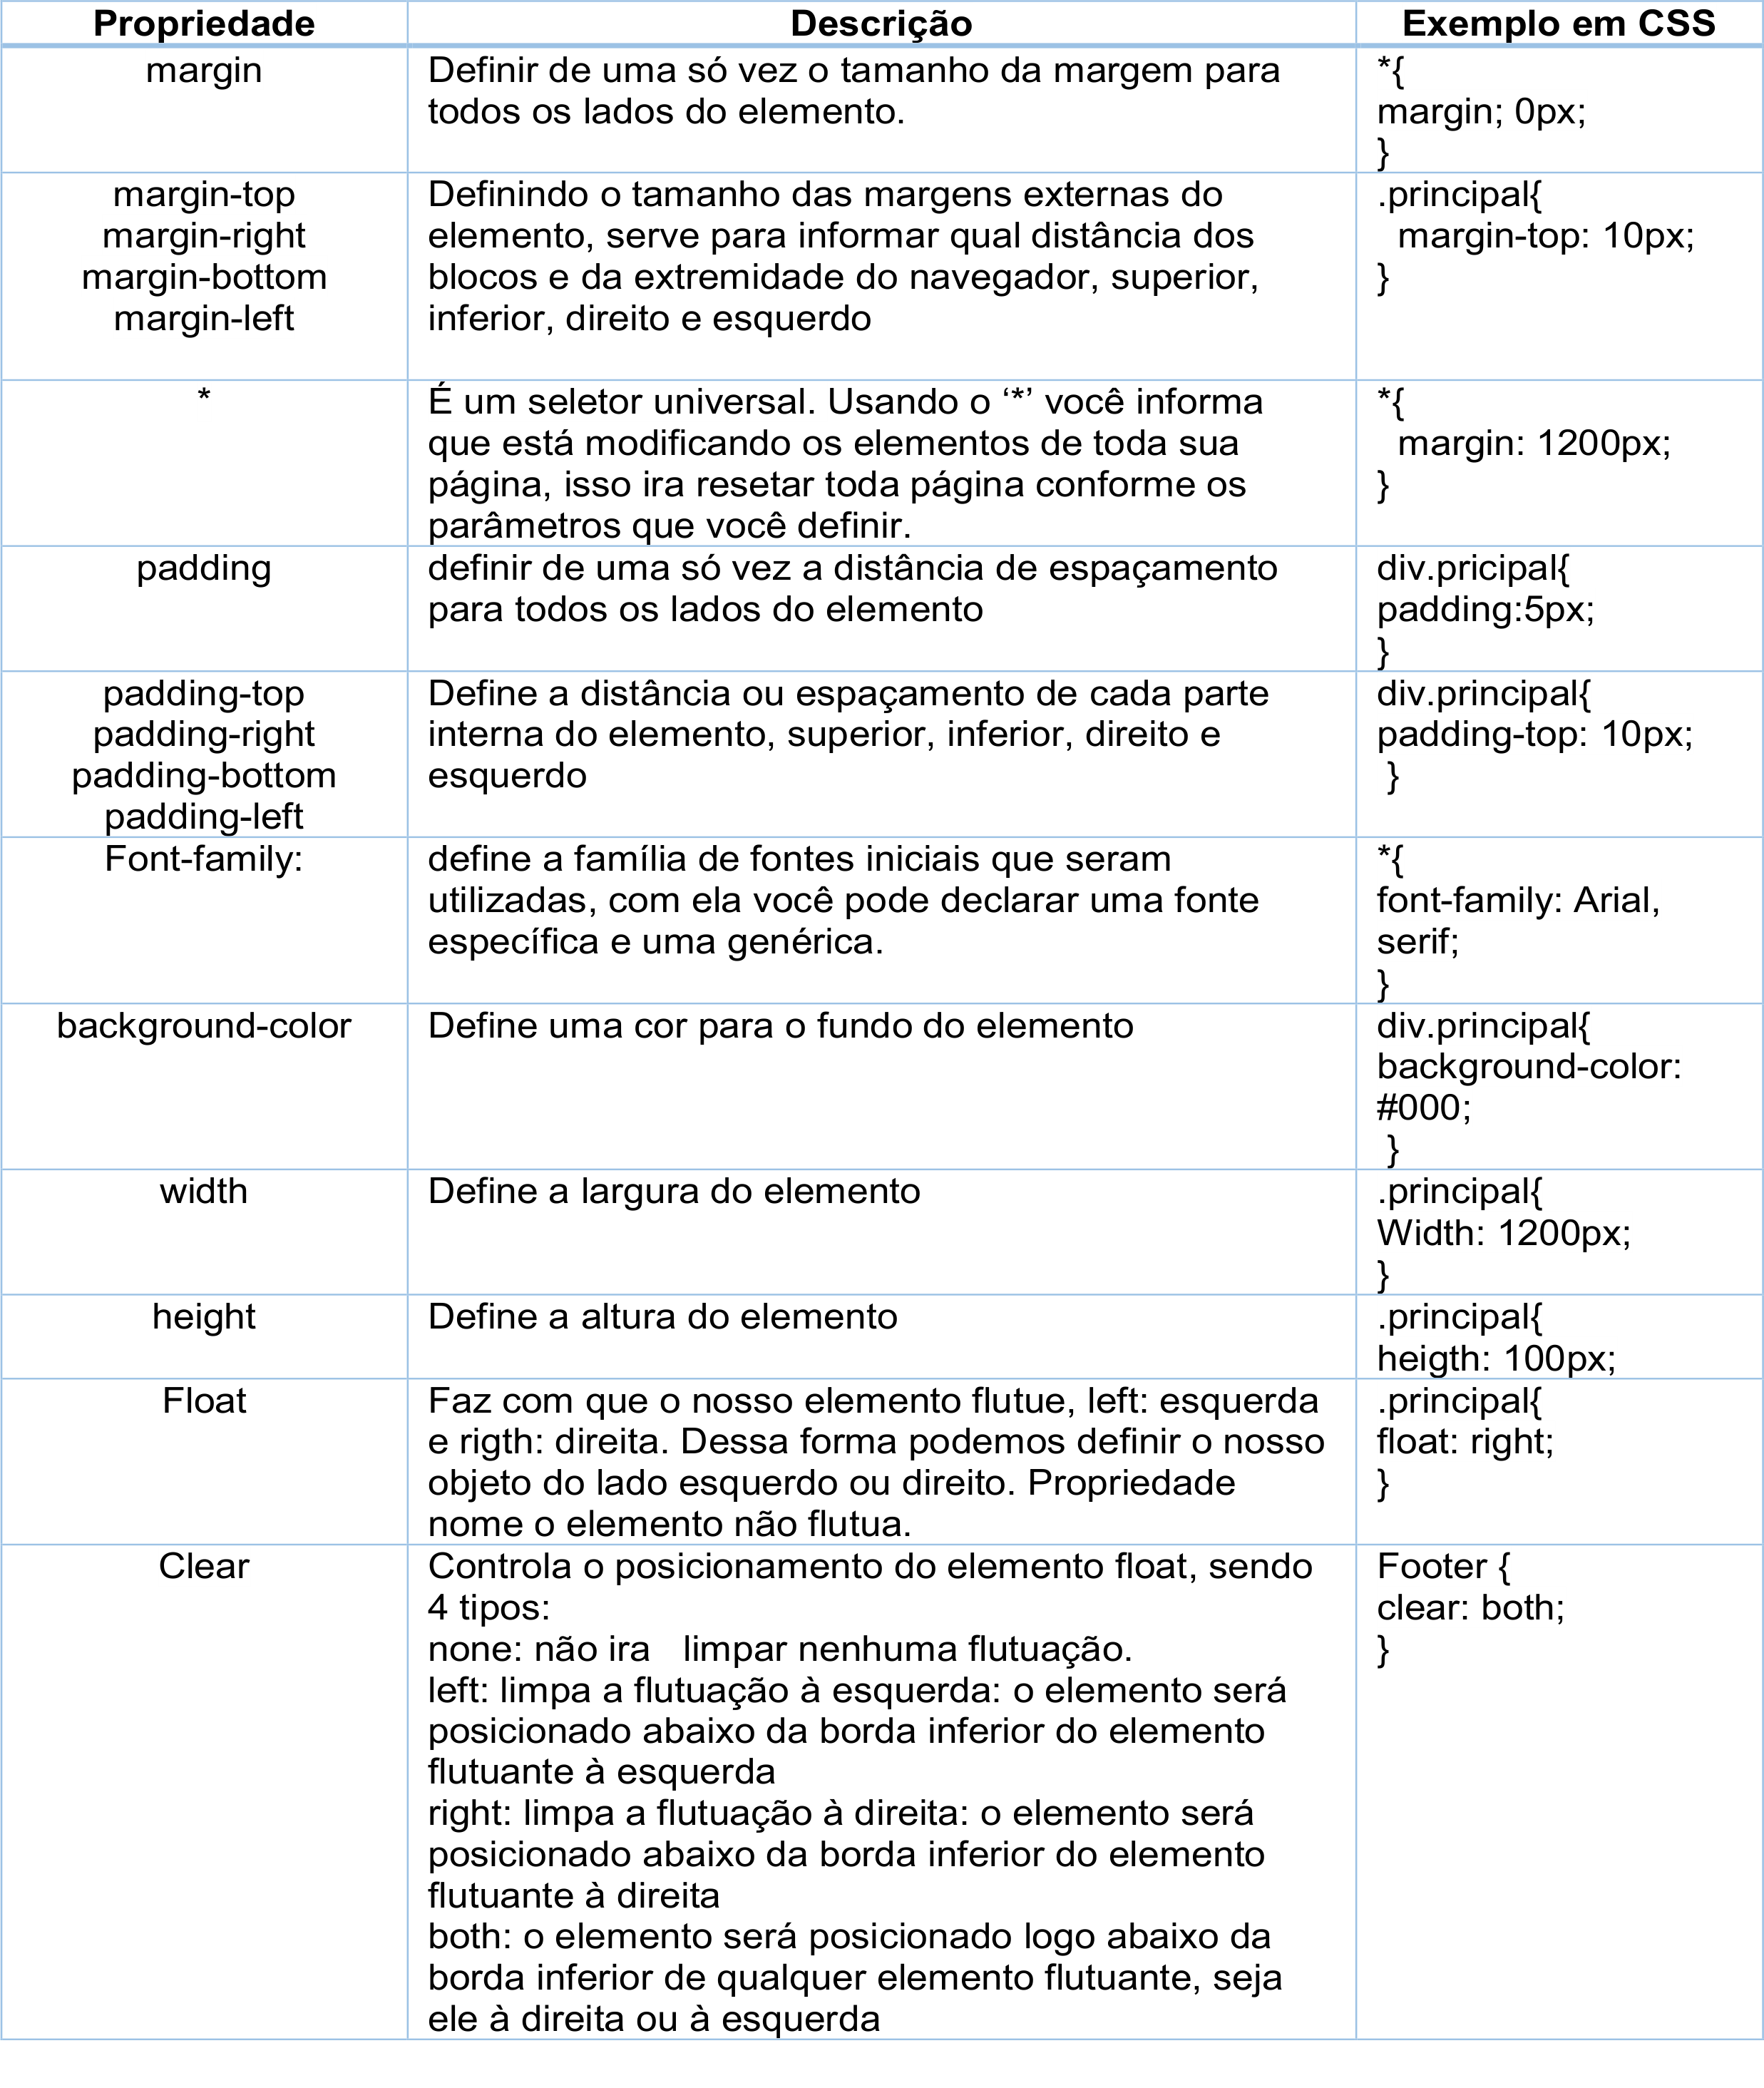 Propriedade Descrição Exemplo em CSS
margin
Definir de uma só vez o tamanho da margem para
todos os lados do elemento.
*{
margin; 0px;
}
margin-top
margin-right
margin-bottom
margin-left
Definindo o tamanho das margens externas do
elemento, serve para informar qual distância dos
blocos e da extremidade do navegador, superior,
inferior, direito e esquerdo
.principal{
margin-top: 10px;
}
*
É um seletor universal. Usando o ‘*’ você informa
que está modificando os elementos de toda sua
página, isso ira resetar toda página conforme os
parâmetros que você definir.
*{
margin: 1200px;
}
padding
definir de uma só vez a distância de espaçamento
para todos os lados do elemento
div.pricipal{
padding:5px;
}
padding-top
padding-right
padding-bottom
padding-left
Define a distância ou espaçamento de cada parte
interna do elemento, superior, inferior, direito e
esquerdo
div.principal{
padding-top: 10px;
}
Font-family:
define a família de fontes iniciais que seram
utilizadas, com ela você pode declarar uma fonte
específica e uma genérica.
*{
font-family: Arial,
serif;
}
background-color
Define uma cor para o fundo do elemento
div.principal{
background-color:
#000;
}
width
Define a largura do elemento
.principal{
Width: 1200px;
}
height
Define a altura do elemento
.principal{
heigth: 100px;
Float
Faz com que o nosso elemento flutue, left: esquerda
e rigth: direita. Dessa forma podemos definir o nosso
objeto do lado esquerdo ou direito. Propriedade
nome o elemento não flutua.
.principal{
float: right;
}
Clear
Controla o posicionamento do elemento float, sendo
4 tipos:
none: não ira limpar nenhuma flutuação.
left: limpa a flutuação à esquerda: o elemento será
posicionado abaixo da borda inferior do elemento
flutuante à esquerda
right: limpa a flutuação à direita: o elemento será
posicionado abaixo da borda inferior do elemento
flutuante à direita
both: o elemento será posicionado logo abaixo da
borda inferior de qualquer elemento flutuante, seja
ele à direita ou à esquerda
Footer {
clear: both;
}